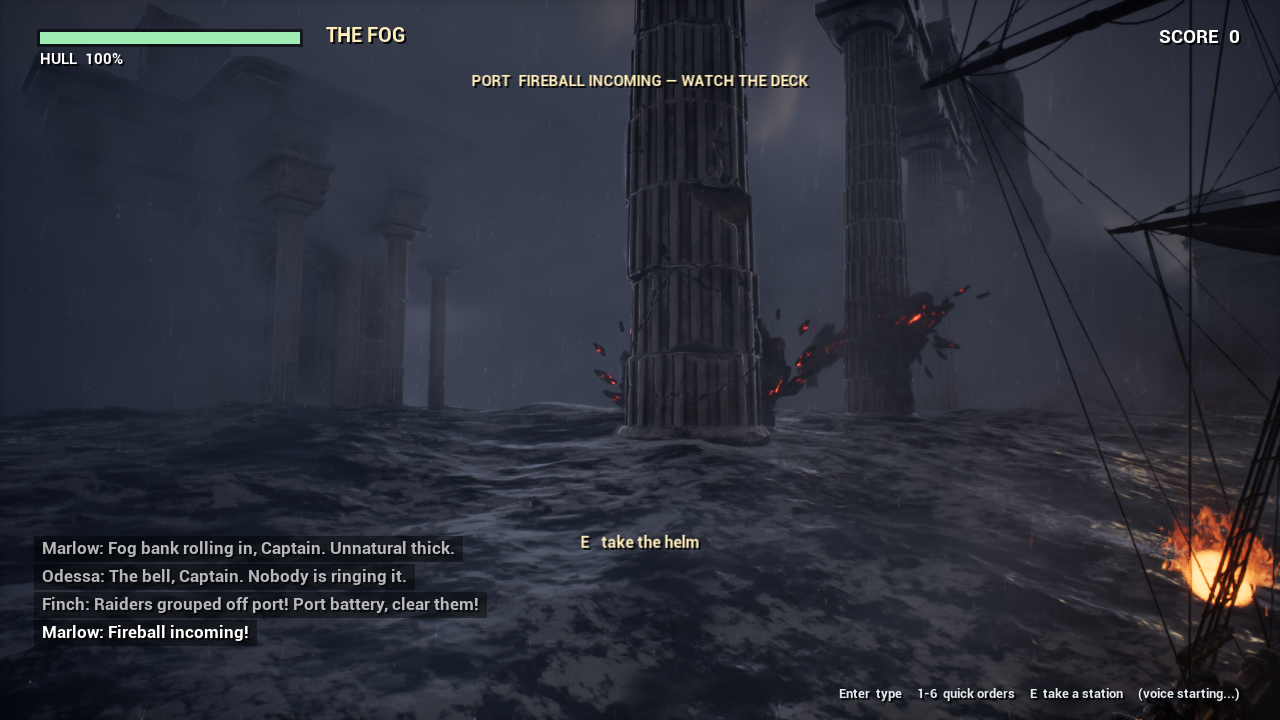 THE FOG
SCORE 0
HULL 100%
PORT FIREBALL INCOMING — WATCH THE DECK
E take the helm
Marlow: Fog bank rolling in, Captain. Unnatural thick.
Odessa: The bell, Captain. Nobody is ringing it.
Finch: Raiders grouped off port! Port battery, clear them!
Marlow: Fireball incoming!
Enter type 1-6 quick orders E take a station (voice starting...)